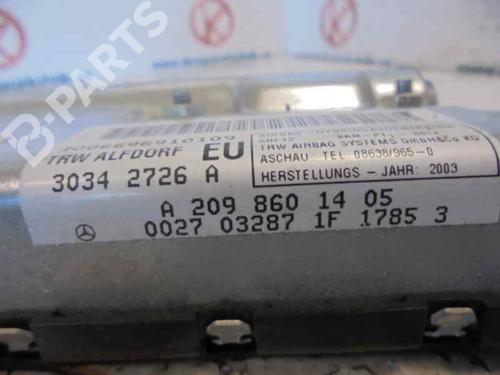 B-PARTS
TRW ALFDORF EU
3034 2726 A
TRW AIRBAG SYSTEMS GmbH&Co KG
ASCHAU TEL 08638/965-0
HERSTELLUNGS - JAHR: 2003
A 209 860 14 05
0027 03287 1F 1785 3